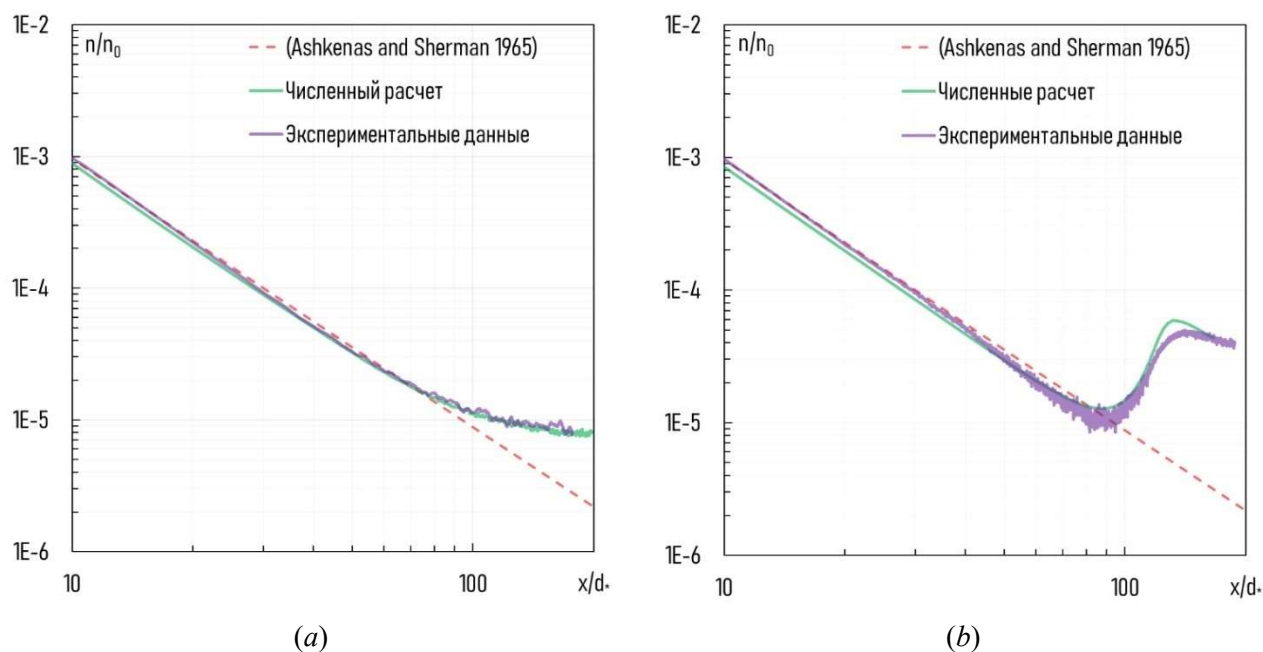 1E-2
n/n₀
(Ashkenas and Sherman 1965)
Численный расчет
Экспериментальные данные
1E-3
1E-4
1E-5
1E-6
10
100
x/d*
(a)
1E-2
n/n₀
(Ashkenas and Sherman 1965)
Численные расчет
Экспериментальные данные
1E-3
1E-4
1E-5
1E-6
10
100
x/d*
(b)